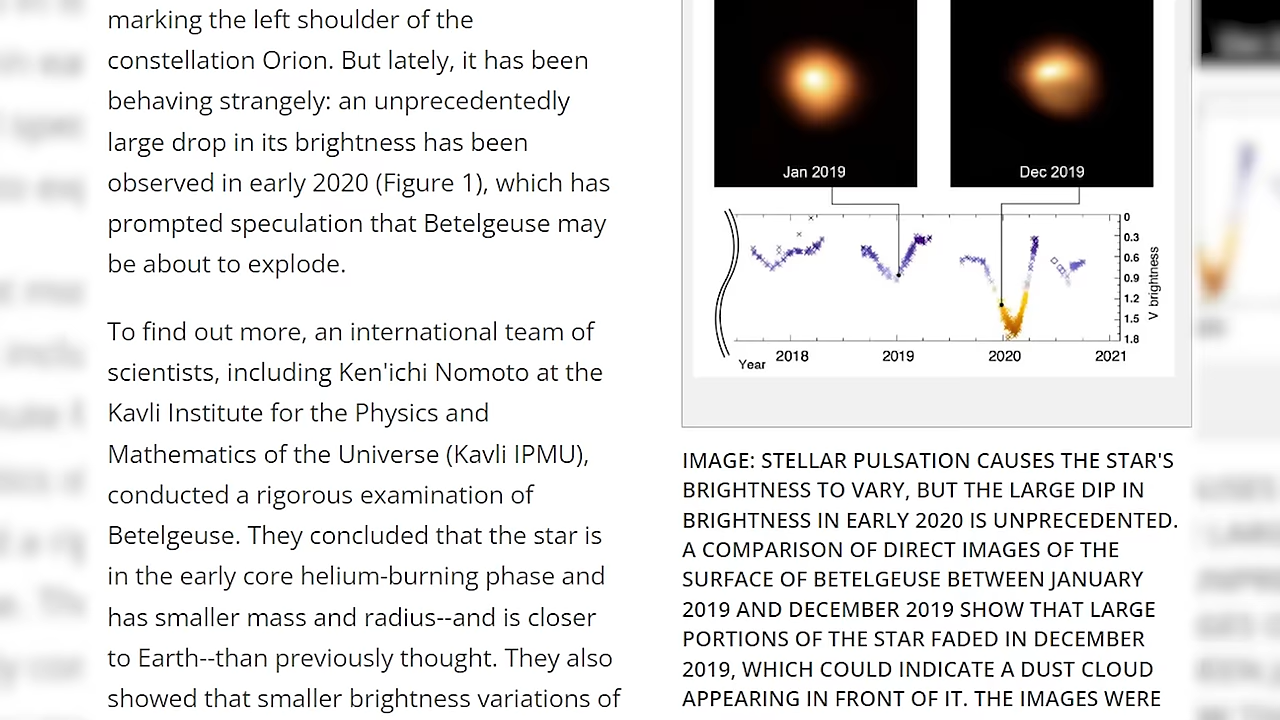 marking the left shoulder of the
constellation Orion. But lately, it has been
behaving strangely: an unprecedentedly
large drop in its brightness has been
observed in early 2020 (Figure 1), which has
prompted speculation that Betelgeuse may
be about to explode.
To find out more, an international team of
scientists, including Ken'ichi Nomoto at the
Kavli Institute for the Physics and
Mathematics of the Universe (Kavli IPMU),
conducted a rigorous examination of
Betelgeuse. They concluded that the star is
in the early core helium-burning phase and
has smaller mass and radius--and is closer
to Earth--than previously thought. They also
showed that smaller brightness variations of
Jan 2019
Dec 2019
0
0.3
0.6
0.9
1.2
1.5
1.8
V brightness
Year
2018
2019
2020
2021
IMAGE: STELLAR PULSATION CAUSES THE STAR'S
BRIGHTNESS TO VARY, BUT THE LARGE DIP IN
BRIGHTNESS IN EARLY 2020 IS UNPRECEDENTED.
A COMPARISON OF DIRECT IMAGES OF THE
SURFACE OF BETELGEUSE BETWEEN JANUARY
2019 AND DECEMBER 2019 SHOW THAT LARGE
PORTIONS OF THE STAR FADED IN DECEMBER
2019, WHICH COULD INDICATE A DUST CLOUD
APPEARING IN FRONT OF IT. THE IMAGES WERE